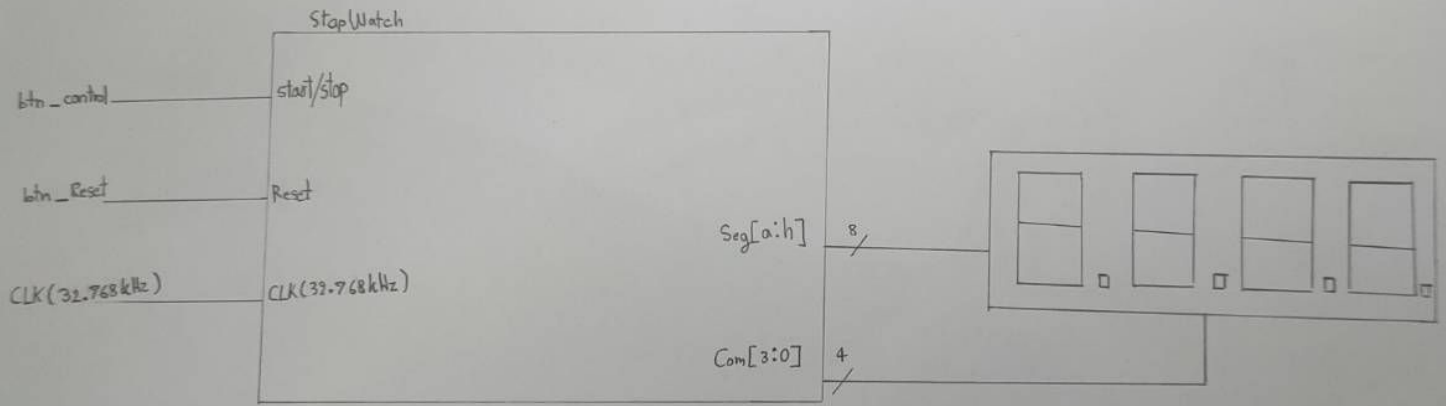 StopWatch
btn_control
start/stop
btn_Reset
Reset
Seg[a:h]
8
CLK(32.768kHz)
CLK(32.768kHz)
Com[3:0]
4